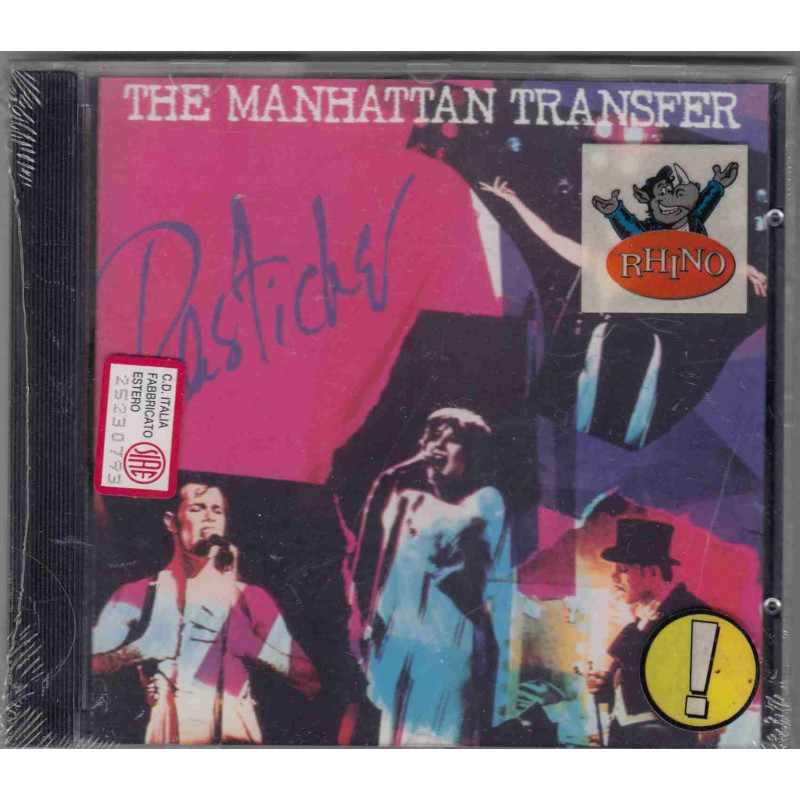 THE MANHATTAN TRANSFER
Pastiche
RHINO
C.D. ITALIA
FABBRICATO
ESTERO
25230793
SIAE
!